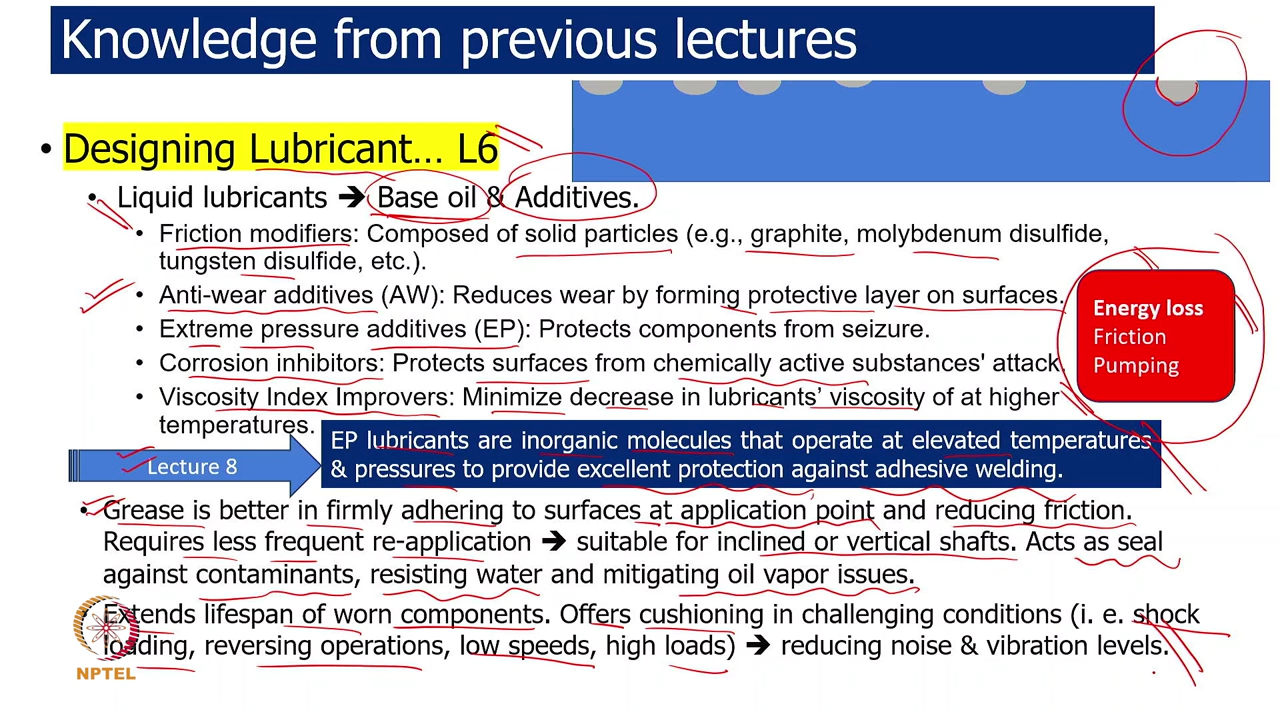 Knowledge from previous lectures
• Designing Lubricant... L6
• Liquid lubricants 🡺 Base oil & Additives.
• Friction modifiers: Composed of solid particles (e.g., graphite, molybdenum disulfide,
tungsten disulfide, etc.).
• Anti-wear additives (AW): Reduces wear by forming protective layer on surfaces.
• Extreme pressure additives (EP): Protects components from seizure.
• Corrosion inhibitors: Protects surfaces from chemically active substances' attack.
• Viscosity Index Improvers: Minimize decrease in lubricants' viscosity of at higher
temperatures.
Energy loss
Friction
Pumping
Lecture 8
EP lubricants are inorganic molecules that operate at elevated temperatures
& pressures to provide excellent protection against adhesive welding.
• Grease is better in firmly adhering to surfaces at application point and reducing friction.
Requires less frequent re-application 🡺 suitable for inclined or vertical shafts. Acts as seal
against contaminants, resisting water and mitigating oil vapor issues.
• Extends lifespan of worn components. Offers cushioning in challenging conditions (i. e. shock
loading, reversing operations, low speeds, high loads) 🡺 reducing noise & vibration levels.
NPTEL